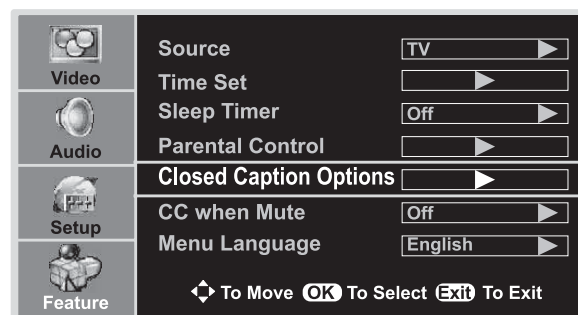 Video
Audio
Setup
Feature
Source TV
Time Set
Sleep Timer Off
Parental Control
Closed Caption Options
CC when Mute Off
Menu Language English
To Move OK To Select Exit To Exit